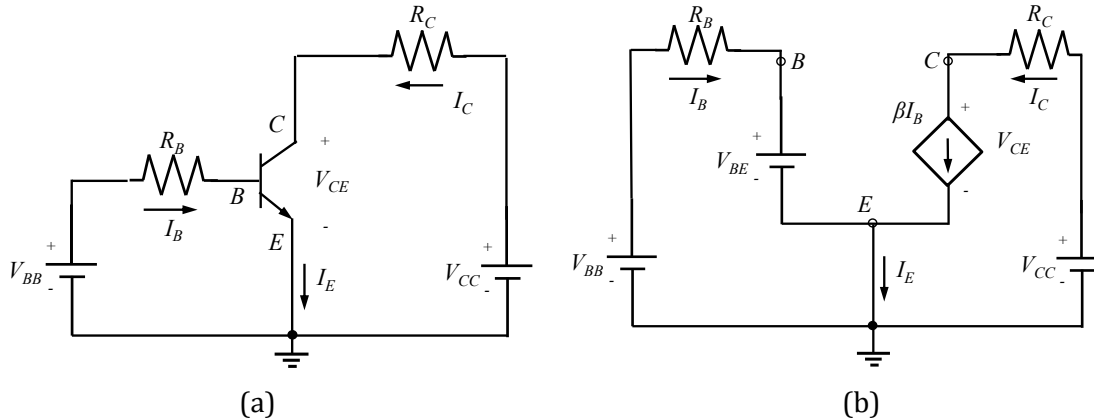 R_C
I_C
C
+
R_B
V_CE
B
I_B
-
E
+
+
V_BB
I_E
V_CC
-
-
(a)
R_B
R_C
B
C
I_B
I_C
βI_B
+
+
V_BE
V_CE
-
-
E
+
+
V_BB
I_E
V_CC
-
-
(b)